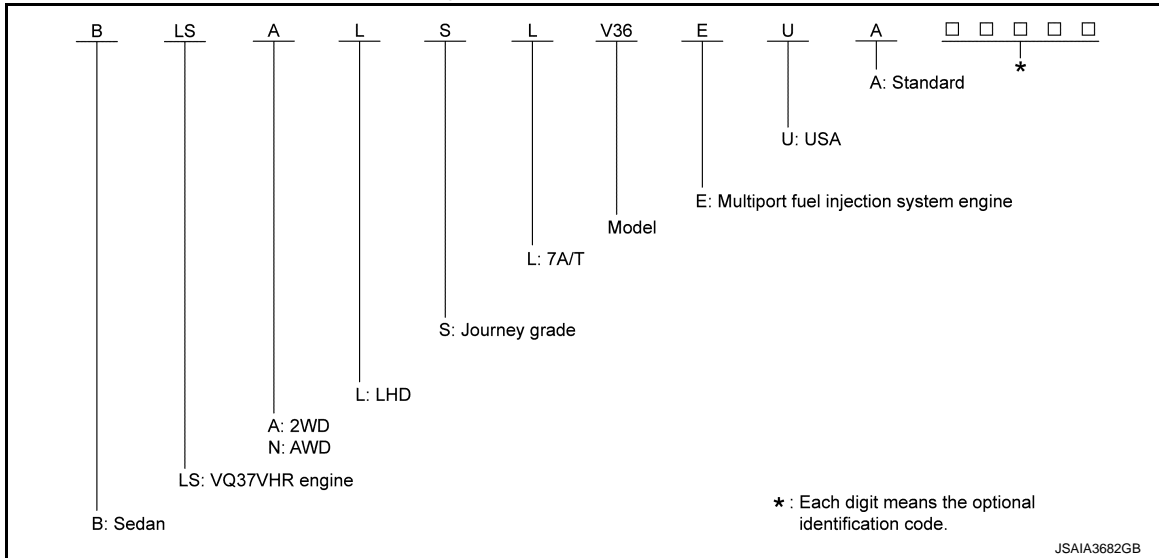 B LS A L S L V36 E U A □ □ □ □ □
*
A: Standard
U: USA
E: Multiport fuel injection system engine
Model
L: 7A/T
S: Journey grade
L: LHD
A: 2WD
N: AWD
LS: VQ37VHR engine
B: Sedan
* : Each digit means the optional
identification code.
JSAIA3682GB